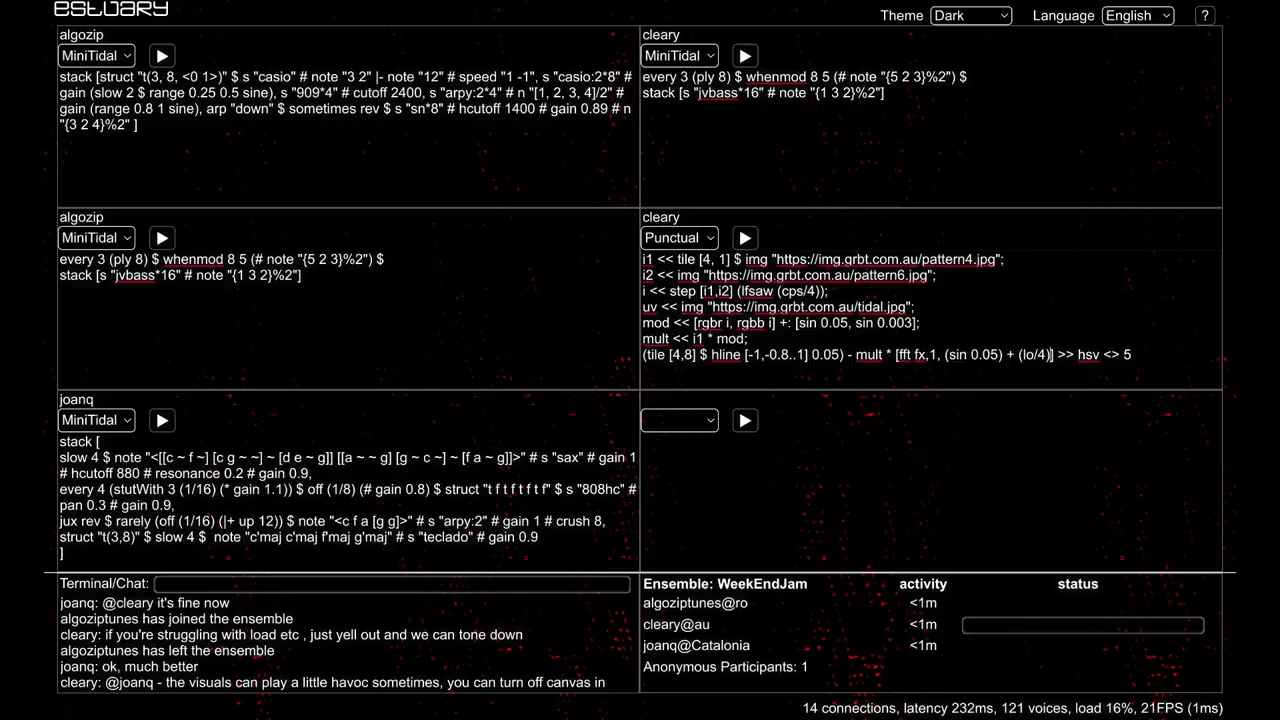 estuary
Theme Dark Language English ?
algozip
MiniTidal
stack [struct "t(3, 8, <0 1>)" $ s "casio" # note "3 2" |- note "12" # speed "1 -1", s "casio:2*8" #
gain (slow 2 $ range 0.25 0.5 sine), s "909*4" # cutoff 2400, s "arpy:2*4" # n "[1, 2, 3, 4]/2" #
gain (range 0.8 1 sine), arp "down" $ sometimes rev $ s "sn*8" # hcutoff 1400 # gain 0.89 # n
"{3 2 4}%2" ]
cleary
MiniTidal
every 3 (ply 8) $ whenmod 8 5 (# note "{5 2 3}%2") $
stack [s "jvbass*16" # note "{1 3 2}%2"]
algozip
MiniTidal
every 3 (ply 8) $ whenmod 8 5 (# note "{5 2 3}%2") $
stack [s "jvbass*16" # note "{1 3 2}%2"]
cleary
Punctual
i1 << tile [4, 1] $ img "https://img.grbt.com.au/pattern4.jpg";
i2 << img "https://img.grbt.com.au/pattern6.jpg";
i << step [i1,i2] (lfsaw (cps/4));
uv << img "https://img.grbt.com.au/tidal.jpg";
mod << [rgbr i, rgbb i] +: [sin 0.05, sin 0.003];
mult << i1 * mod;
(tile [4,8] $ hline [-1,-0.8..1] 0.05) - mult * [fft fx,1, (sin 0.05) + (lo/4)] >> hsv <> 5
joanq
MiniTidal
stack [
slow 4 $ note "<[[c ~ f ~] [c g ~ ~] ~ [d e ~ g]] [[a ~ ~ g] [g ~ c ~] ~ [f a ~ g]]>" # s "sax" # gain 1
# hcutoff 880 # resonance 0.2 # gain 0.9,
every 4 (stutWith 3 (1/16) (* gain 1.1)) $ off (1/8) (# gain 0.8) $ struct "t f t f t f t f" $ s "808hc" #
pan 0.3 # gain 0.9,
jux rev $ rarely (off (1/16) (|+ up 12)) $ note "<c f a [g g]>" # s "arpy:2" # gain 1 # crush 8,
struct "t(3,8)" $ slow 4 $  note "c'maj c'maj f'maj g'maj" # s "teclado" # gain 0.9
]
Terminal/Chat:
joanq: @cleary it's fine now
algoziptunes has joined the ensemble
cleary: if you're struggling with load etc , just yell out and we can tone down
algoziptunes has left the ensemble
joanq: ok, much better
cleary: @joanq - the visuals can play a little havoc sometimes, you can turn off canvas in
Ensemble: WeekEndJam activity status
algoziptunes@ro <1m
cleary@au <1m
joanq@Catalonia <1m
Anonymous Participants: 1
14 connections, latency 232ms, 121 voices, load 16%, 21FPS (1ms)